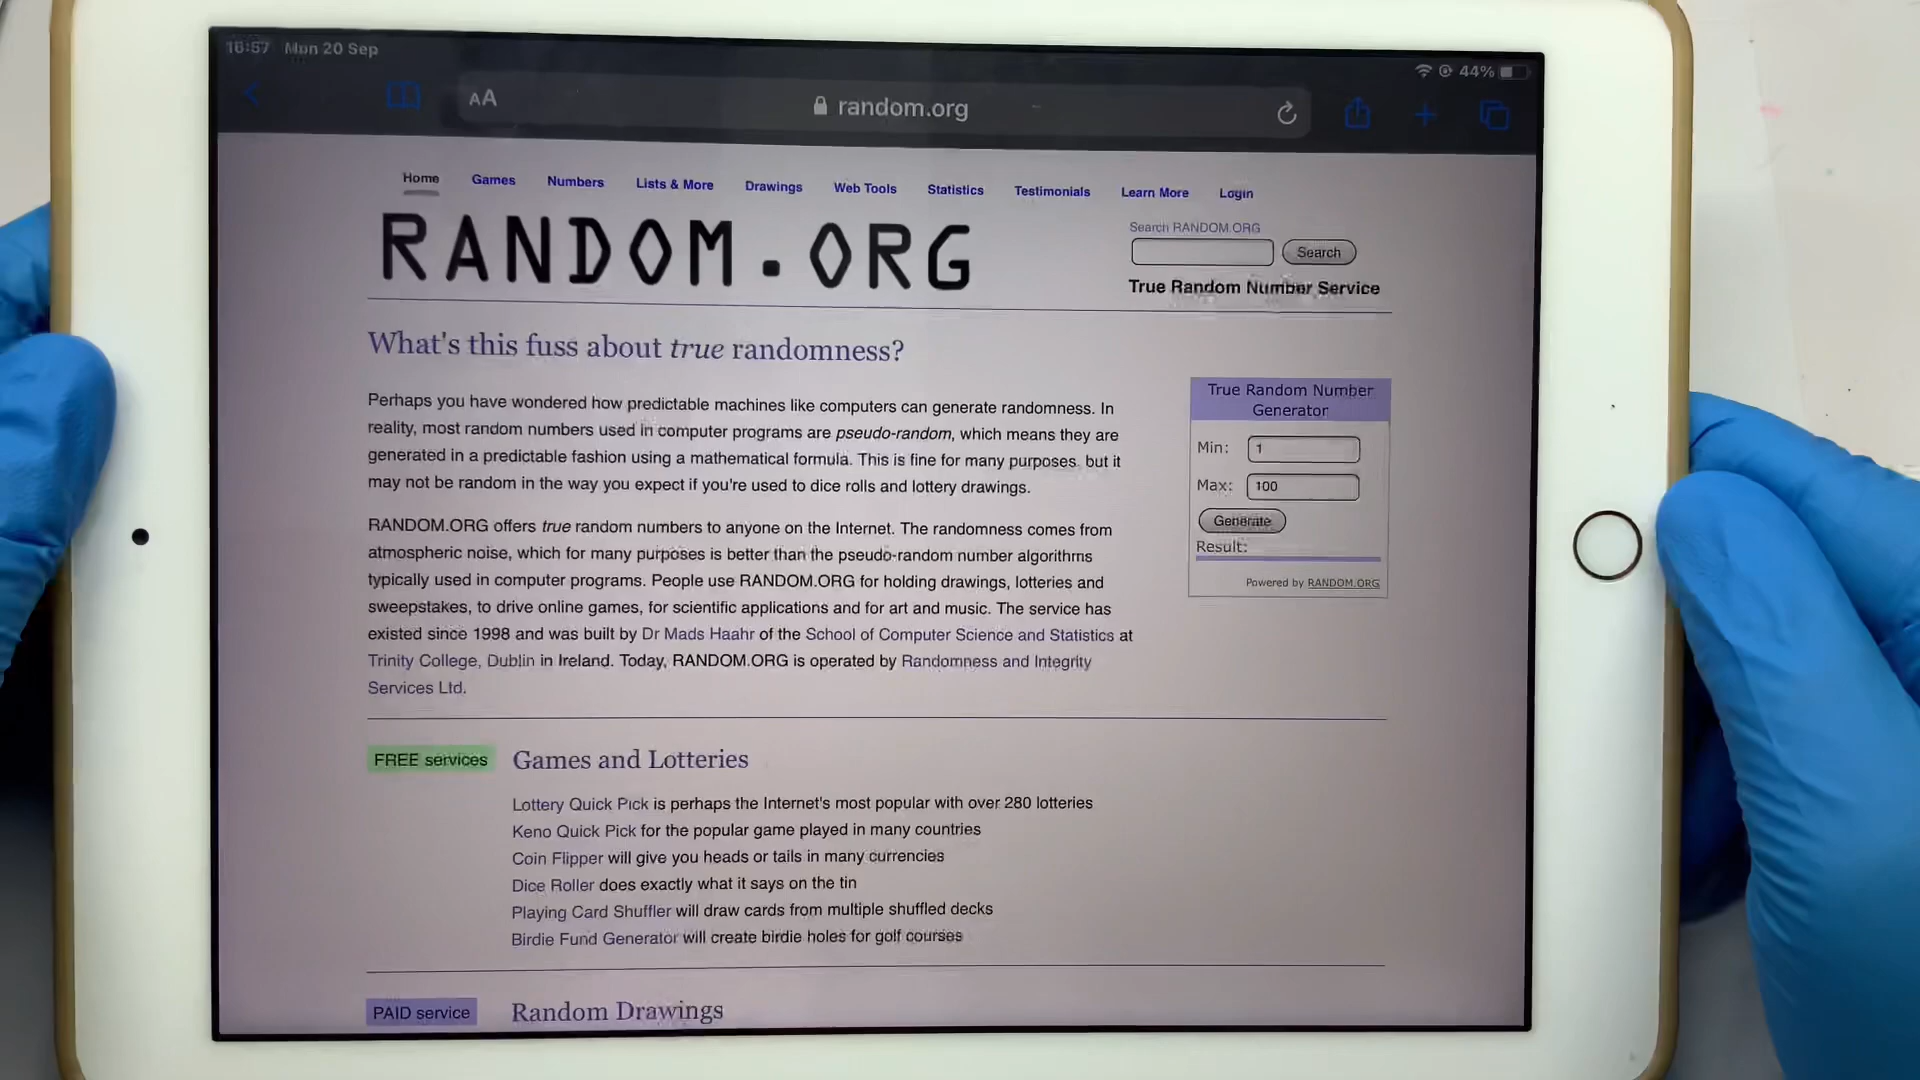 16:57 Mon 20 Sep
44%
AA
random.org
Home Games Numbers Lists & More Drawings Web Tools Statistics Testimonials Learn More Login
RANDOM.ORG
Search RANDOM.ORG
Search
True Random Number Service
What's this fuss about true randomness?
Perhaps you have wondered how predictable machines like computers can generate randomness. In
reality, most random numbers used in computer programs are pseudo-random, which means they are
generated in a predictable fashion using a mathematical formula. This is fine for many purposes, but it
may not be random in the way you expect if you're used to dice rolls and lottery drawings.
RANDOM.ORG offers true random numbers to anyone on the Internet. The randomness comes from
atmospheric noise, which for many purposes is better than the pseudo-random number algorithms
typically used in computer programs. People use RANDOM.ORG for holding drawings, lotteries and
sweepstakes, to drive online games, for scientific applications and for art and music. The service has
existed since 1998 and was built by Dr Mads Haahr of the School of Computer Science and Statistics at
Trinity College, Dublin in Ireland. Today, RANDOM.ORG is operated by Randomness and Integrity
Services Ltd.
True Random Number
Generator
Min: 1
Max: 100
Generate
Result:
Powered by RANDOM.ORG
FREE services
Games and Lotteries
Lottery Quick Pick is perhaps the Internet's most popular with over 280 lotteries
Keno Quick Pick for the popular game played in many countries
Coin Flipper will give you heads or tails in many currencies
Dice Roller does exactly what it says on the tin
Playing Card Shuffler will draw cards from multiple shuffled decks
Birdie Fund Generator will create birdie holes for golf courses
PAID service
Random Drawings